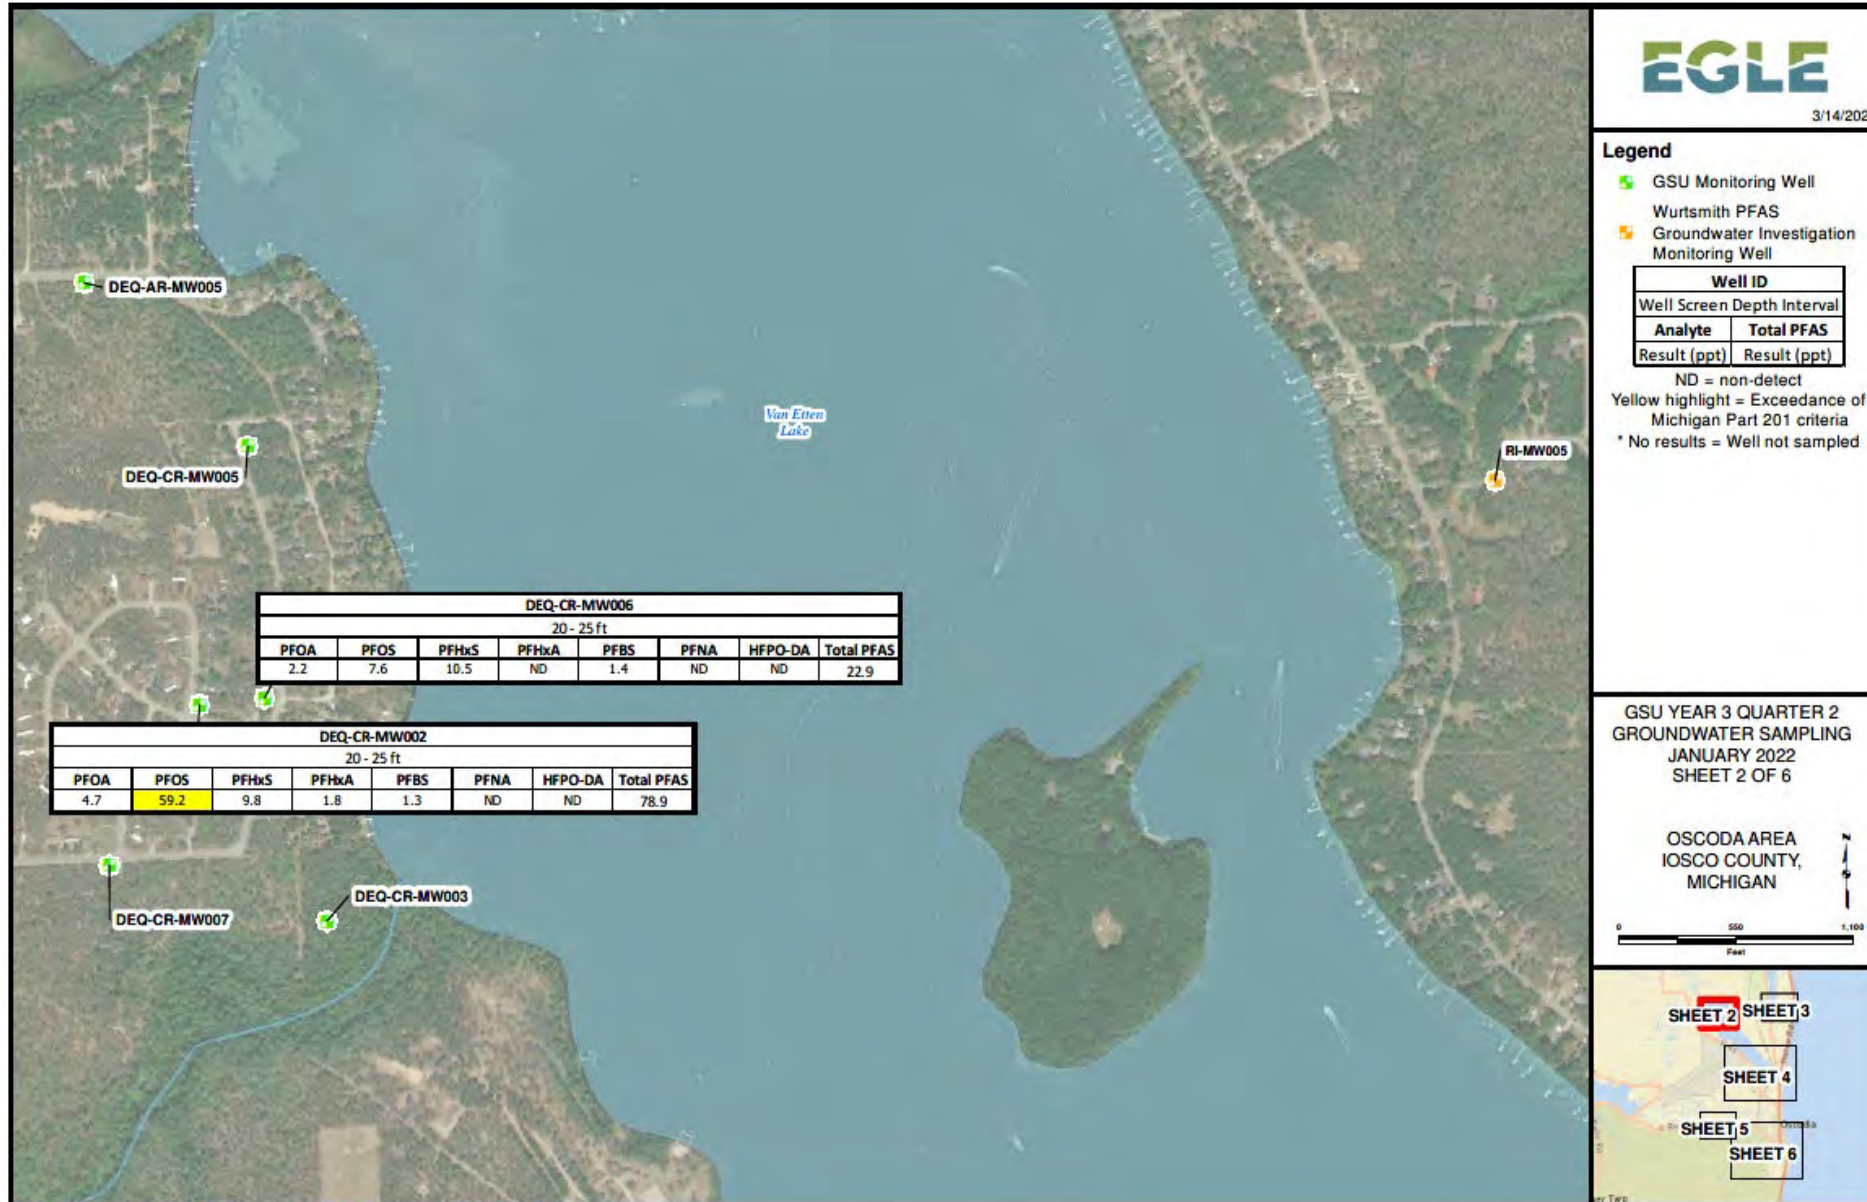 EGLE
3/14/202
Legend
GSU Monitoring Well
Wurtsmith PFAS
Groundwater Investigation
Monitoring Well
Well ID
Well Screen Depth Interval
Analyte Total PFAS
Result (ppt) Result (ppt)
ND = non-detect
Yellow highlight = Exceedance of
Michigan Part 201 criteria
* No results = Well not sampled
DEQ-AR-MW005
Van Etten
Lake
RI-MW005
DEQ-CR-MW005
DEQ-CR-MW006
20 - 25 ft
PFOA PFOS PFHxS PFHxA PFBS PFNA HFPO-DA Total PFAS
2.2 7.6 10.5 ND 1.4 ND ND 22.9
DEQ-CR-MW002
20 - 25 ft
PFOA PFOS PFHxS PFHxA PFBS PFNA HFPO-DA Total PFAS
4.7 59.2 9.8 1.8 1.3 ND ND 78.9
DEQ-CR-MW003
DEQ-CR-MW007
GSU YEAR 3 QUARTER 2
GROUNDWATER SAMPLING
JANUARY 2022
SHEET 2 OF 6
OSCODA AREA
IOSCO COUNTY,
MICHIGAN
N
0 550 1,100
Feet
SHEET 2 SHEET 3
SHEET 4
SHEET 5
Oscoda
SHEET 6